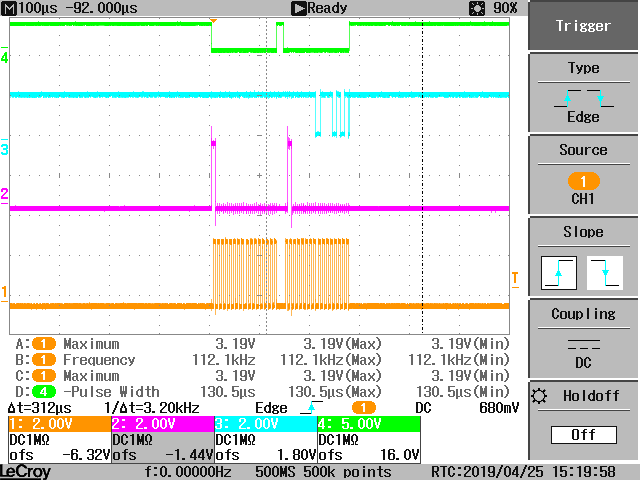 M 100µs -92.000µs Ready 90%
Trigger
Type
Edge
Source
1
CH1
Slope
Coupling
DC
Holdoff
Off
4
3
2
1
T
A: 1 Maximum 3.19V 3.19V(Max) 3.19V(Min)
B: 1 Frequency 112.1kHz 112.1kHz(Max) 112.1kHz(Min)
C: 1 Maximum 3.19V 3.19V(Max) 3.19V(Min)
D: 4 -Pulse Width 130.5µs 130.5µs(Max) 130.5µs(Min)
Δt=312µs 1/Δt=3.20kHz Edge 1 DC 680mV
1: 2.00V 2: 2.00V 3: 2.00V 4: 5.00V
DC1MΩ DC1MΩ DC1MΩ DC1MΩ
ofs -6.32V ofs -1.44V ofs 1.80V ofs 16.0V
LeCroy f:0.00000Hz 500MS 500k points RTC:2019/04/25 15:19:58